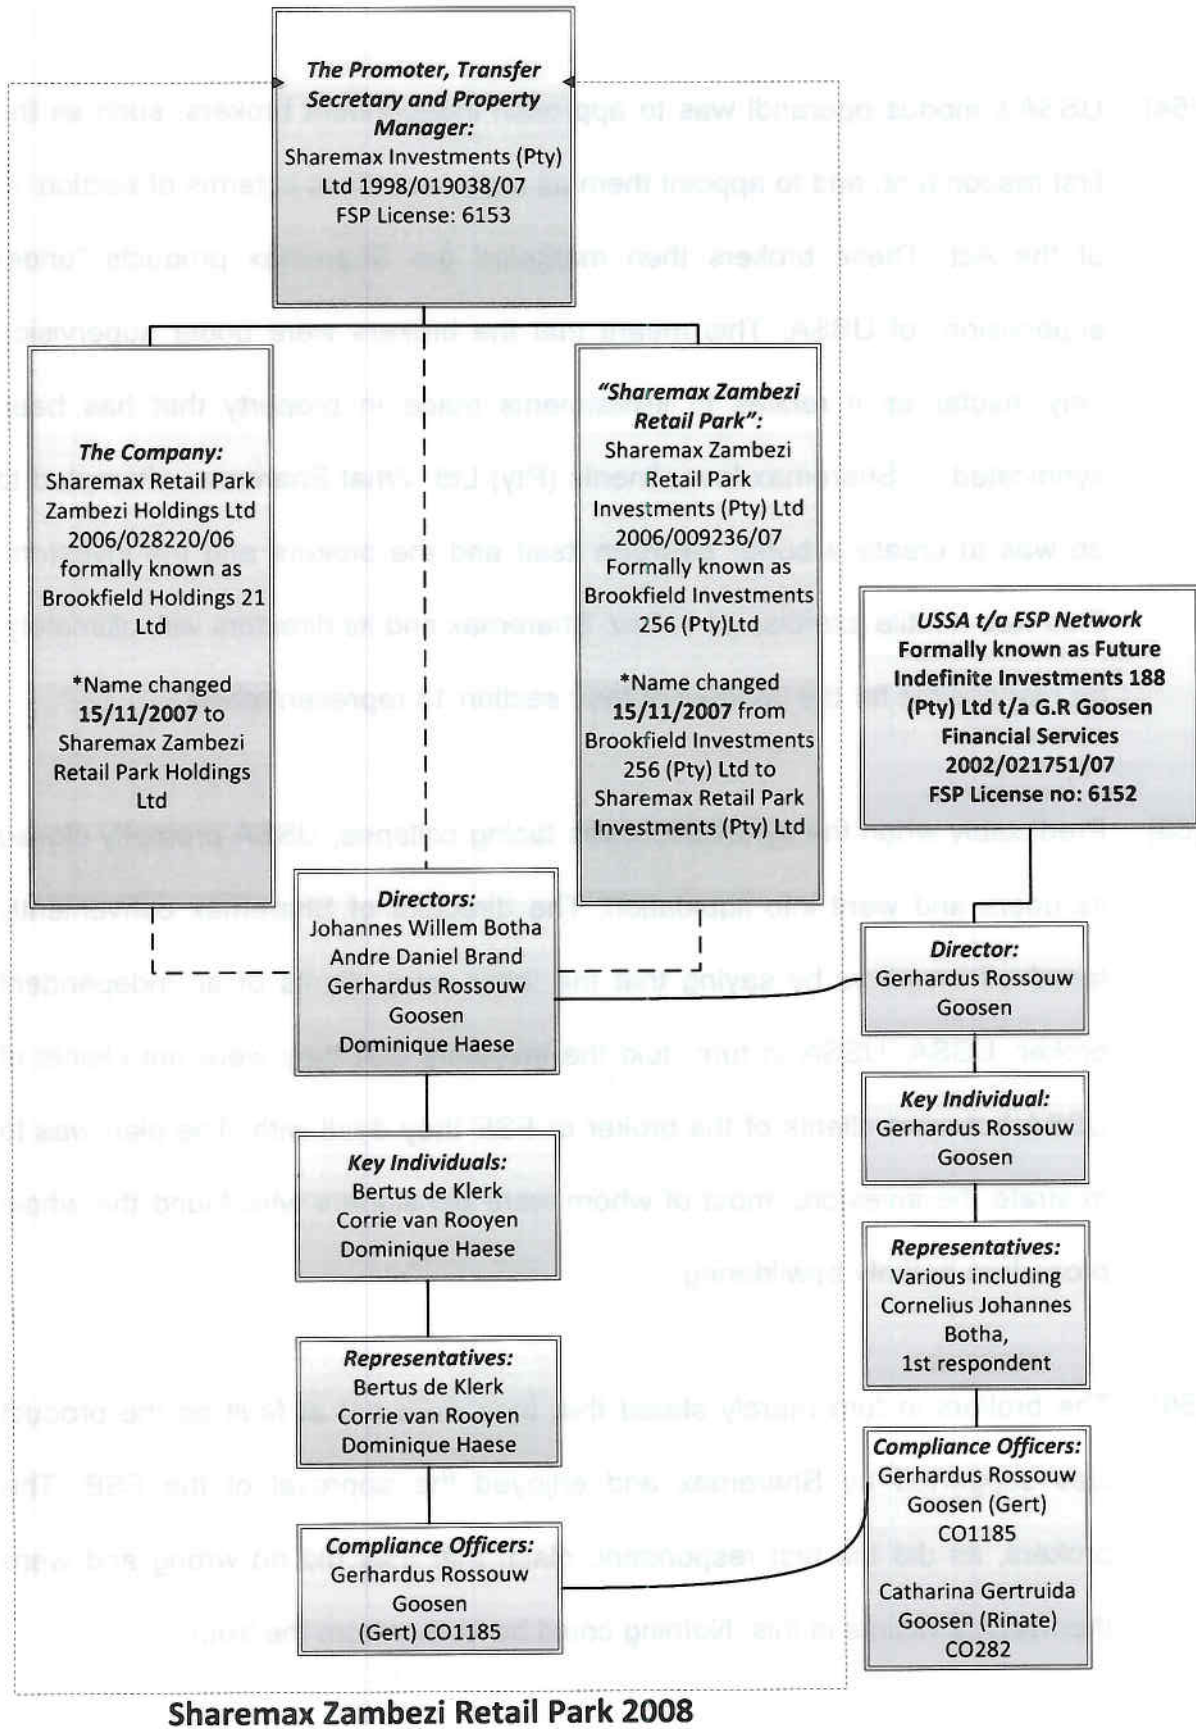 The Promoter, Transfer
Secretary and Property
Manager:
Sharemax Investments (Pty)
Ltd 1998/019038/07
FSP License: 6153
The Company:
Sharemax Retail Park
Zambezi Holdings Ltd
2006/028220/06
formally known as
Brookfield Holdings 21
Ltd
*Name changed
15/11/2007 to
Sharemax Zambezi
Retail Park Holdings
Ltd
“Sharemax Zambezi
Retail Park”:
Sharemax Zambezi
Retail Park
Investments (Pty) Ltd
2006/009236/07
Formally known as
Brookfield Investments
256 (Pty)Ltd
*Name changed
15/11/2007 from
Brookfield Investments
256 (Pty) Ltd to
Sharemax Retail Park
Investments (Pty) Ltd
USSA t/a FSP Network
Formally known as Future
Indefinite Investments 188
(Pty) Ltd t/a G.R Goosen
Financial Services
2002/021751/07
FSP License no: 6152
Directors:
Johannes Willem Botha
Andre Daniel Brand
Gerhardus Rossouw
Goosen
Dominique Haese
Director:
Gerhardus Rossouw
Goosen
Key Individuals:
Bertus de Klerk
Corrie van Rooyen
Dominique Haese
Key Individual:
Gerhardus Rossouw
Goosen
Representatives:
Bertus de Klerk
Corrie van Rooyen
Dominique Haese
Representatives:
Various including
Cornelius Johannes
Botha,
1st respondent
Compliance Officers:
Gerhardus Rossouw
Goosen
(Gert) CO1185
Compliance Officers:
Gerhardus Rossouw
Goosen (Gert)
CO1185
Catharina Gertruida
Goosen (Rinate)
CO282
Sharemax Zambezi Retail Park 2008